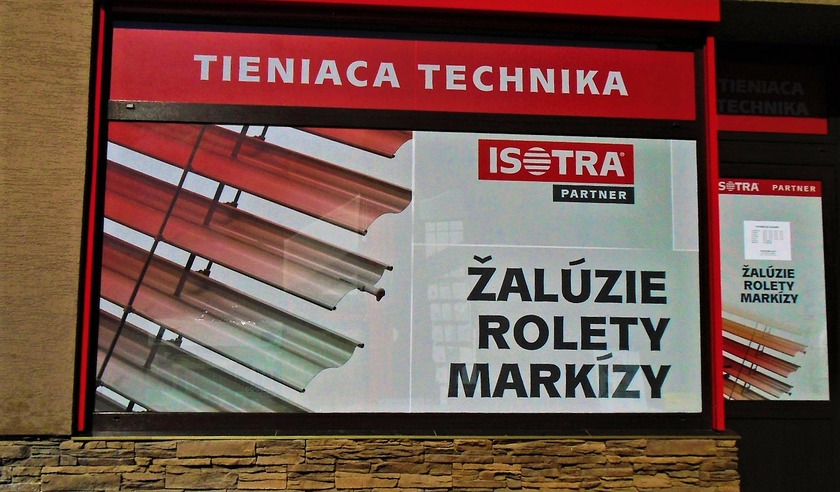 TIENIACA TECHNIKA
ISOTRA®
PARTNER
ŽALÚZIE
ROLETY
MARKÍZY
TIENIACA
TECHNIKA
ISOTRA PARTNER
ŽALÚZIE
ROLETY
MARKÍZY